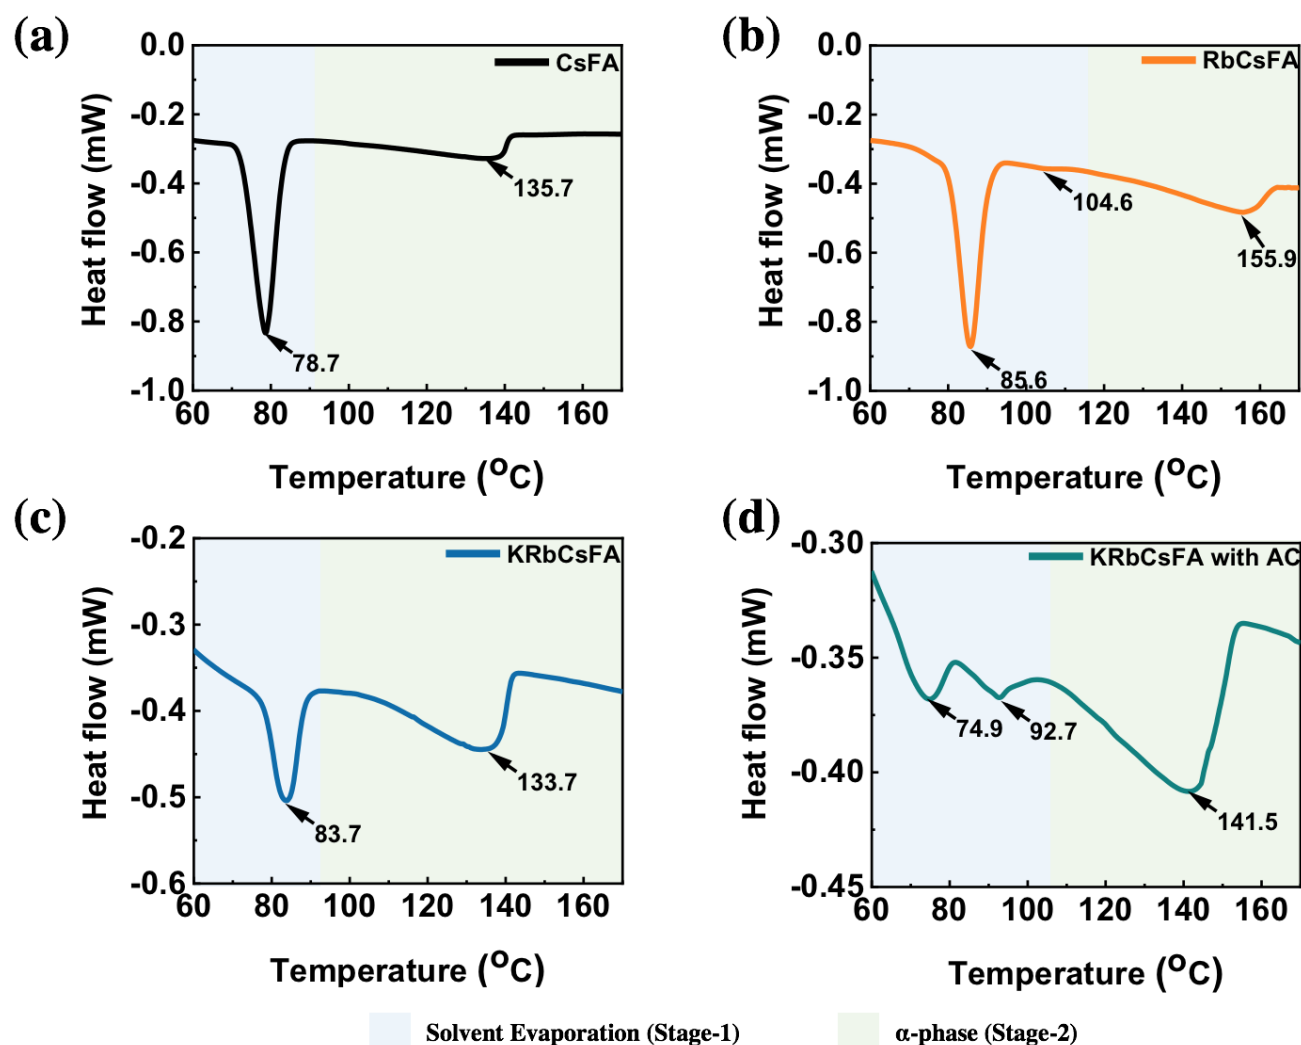 (a)
0.0
-0.2
-0.4
-0.6
-0.8
-1.0
Heat flow (mW)
CsFA
135.7
78.7
60 80 100 120 140 160
Temperature (°C)
(b)
0.0
-0.2
-0.4
-0.6
-0.8
-1.0
Heat flow (mW)
RbCsFA
104.6
155.9
85.6
60 80 100 120 140 160
Temperature (°C)
(c)
-0.2
-0.3
-0.4
-0.5
-0.6
Heat flow (mW)
KRbCsFA
133.7
83.7
60 80 100 120 140 160
Temperature (°C)
(d)
-0.30
-0.35
-0.40
-0.45
Heat flow (mW)
KRbCsFA with AC
74.9 92.7
141.5
60 80 100 120 140 160
Temperature (°C)
Solvent Evaporation (Stage-1) α-phase (Stage-2)